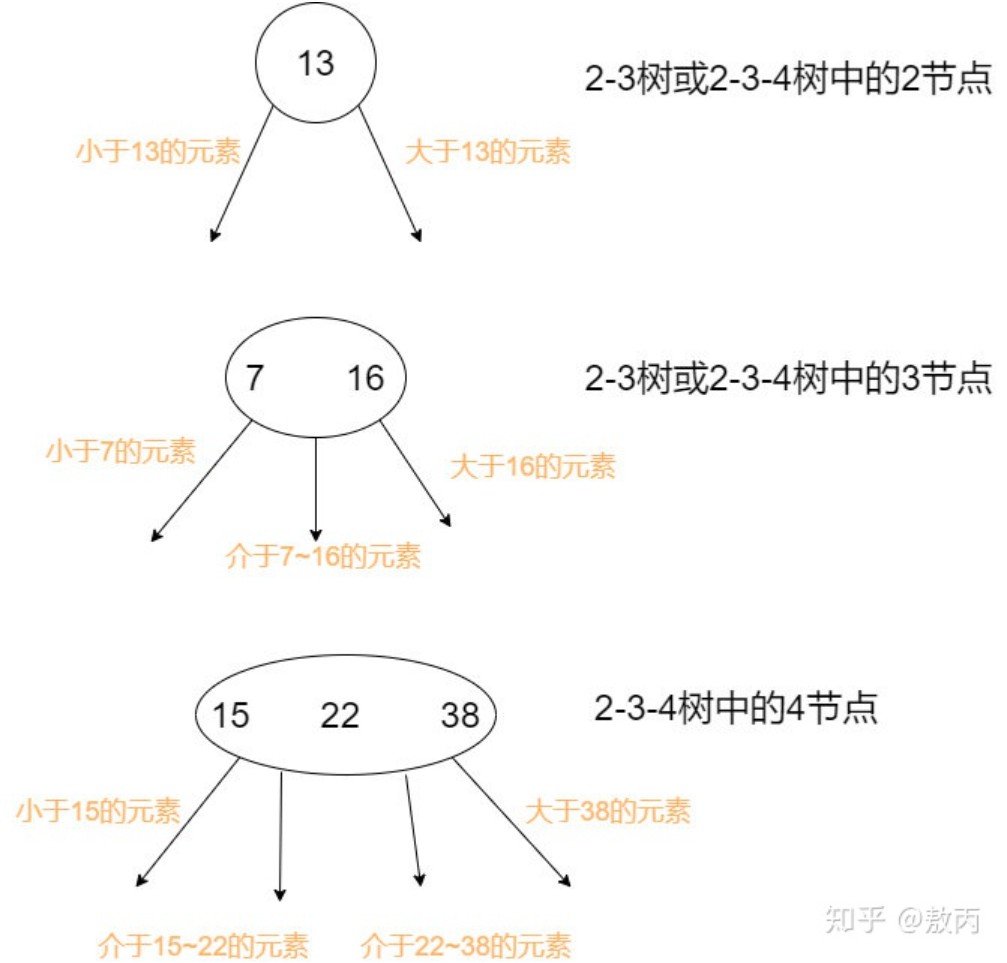 13
2-3树或2-3-4树中的2节点
小于13的元素
大于13的元素
7 16
2-3树或2-3-4树中的3节点
小于7的元素
大于16的元素
介于7~16的元素
15 22 38
2-3-4树中的4节点
小于15的元素
大于38的元素
介于15~22的元素
介于22~38的元素
知乎 @敖丙